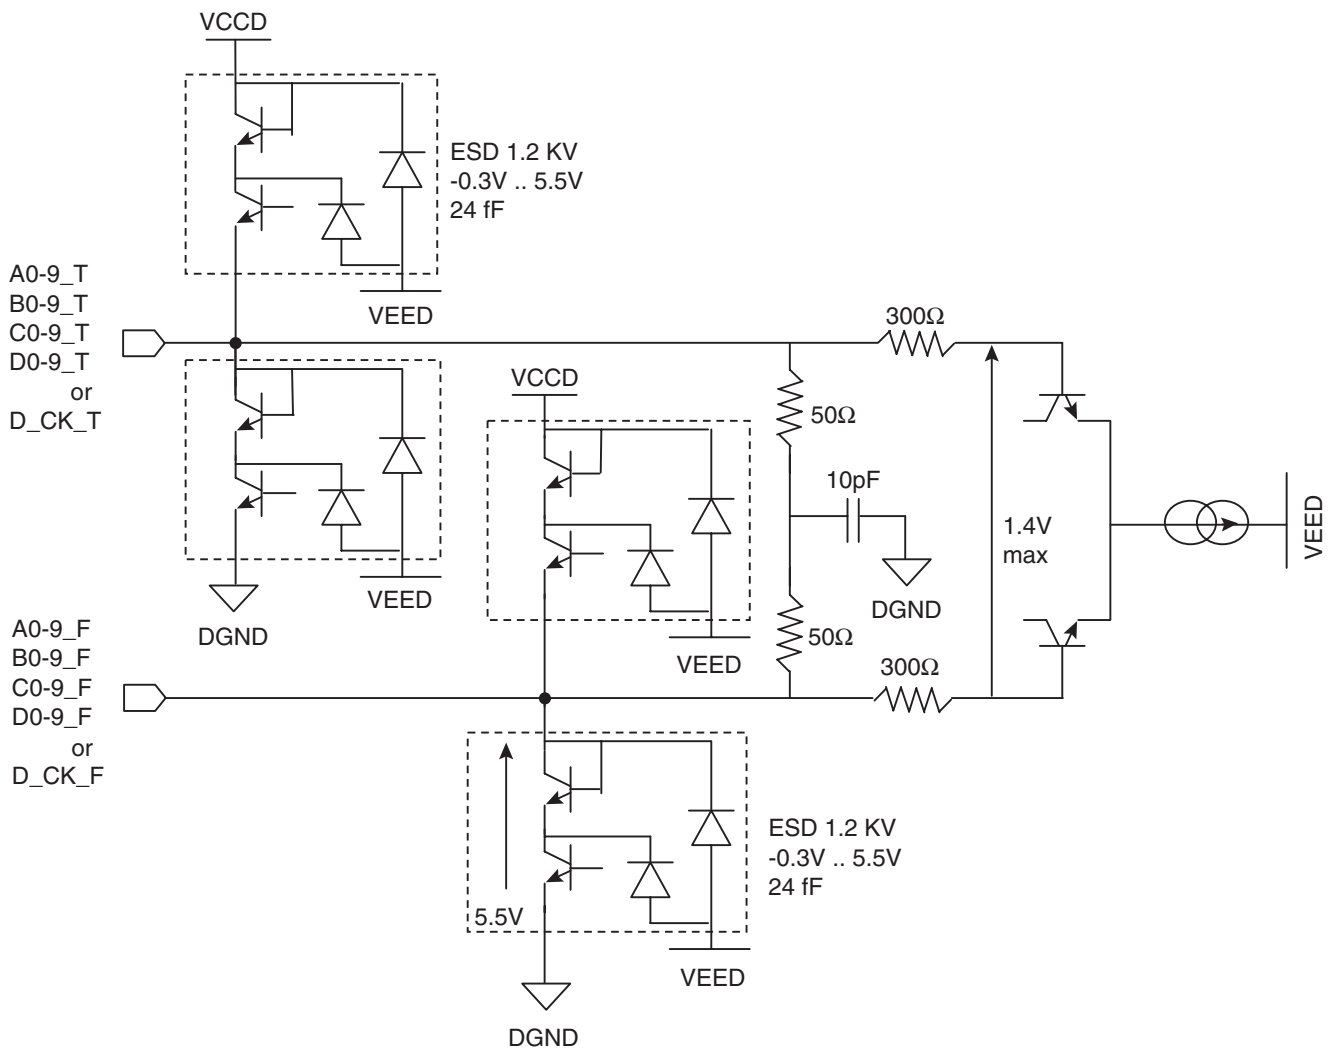 VCCD
ESD 1.2 KV
-0.3V .. 5.5V
24 fF
VEED
A0-9_T
B0-9_T
C0-9_T
D0-9_T
or
D_CK_T
300Ω
VCCD
50Ω
10pF
1.4V
max
VEED
DGND
VEED
DGND
50Ω
VEED
A0-9_F
B0-9_F
C0-9_F
D0-9_F
or
D_CK_F
300Ω
5.5V
ESD 1.2 KV
-0.3V .. 5.5V
24 fF
VEED
DGND